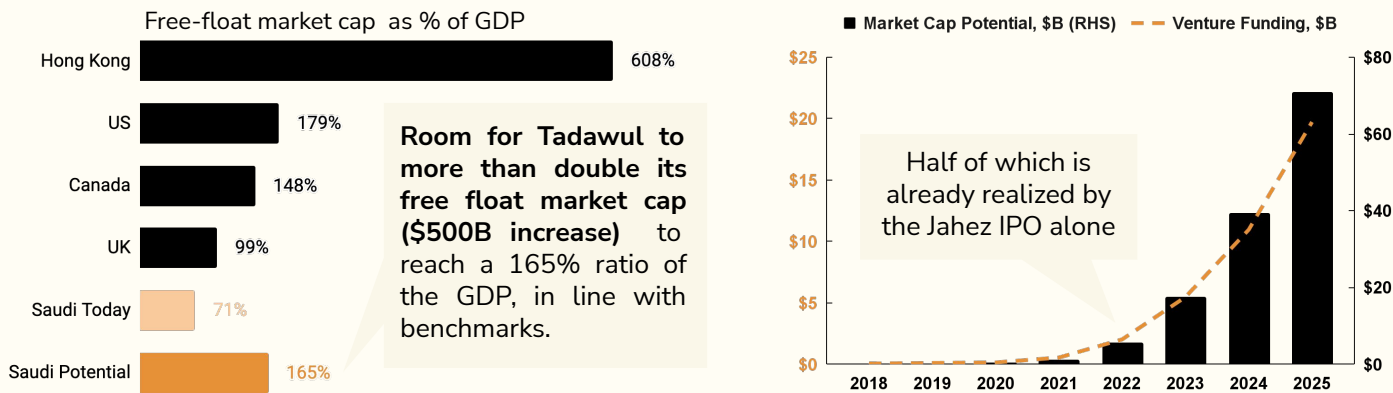 Free-float market cap as % of GDP
Hong Kong 608%
US 179%
Canada 148%
UK 99%
Saudi Today 71%
Saudi Potential 165%
Room for Tadawul to
more than double its
free float market cap
($500B increase) to
reach a 165% ratio of
the GDP, in line with
benchmarks.
Market Cap Potential, $B (RHS) Venture Funding, $B
$25 $80
$20
$60
$15
$40
$10
$20
$5
$0 $0
Half of which is
already realized by
the Jahez IPO alone
2018 2019 2020 2021 2022 2023 2024 2025